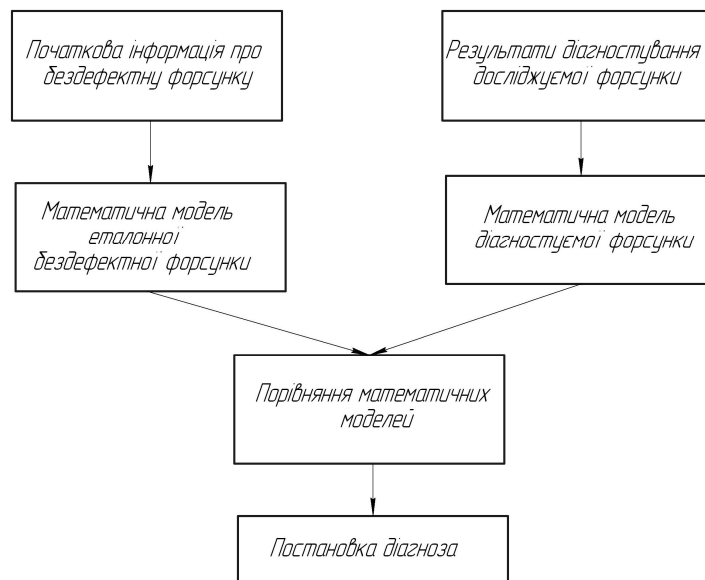 Початкова інформація про
бездефектну форсунку
Результати діагностування
досліджуємої форсунки
Математична модель
еталонної
бездефектної форсунки
Математична модель
діагностуємої форсунки
Порівняння математичних
моделей
Постановка діагноза